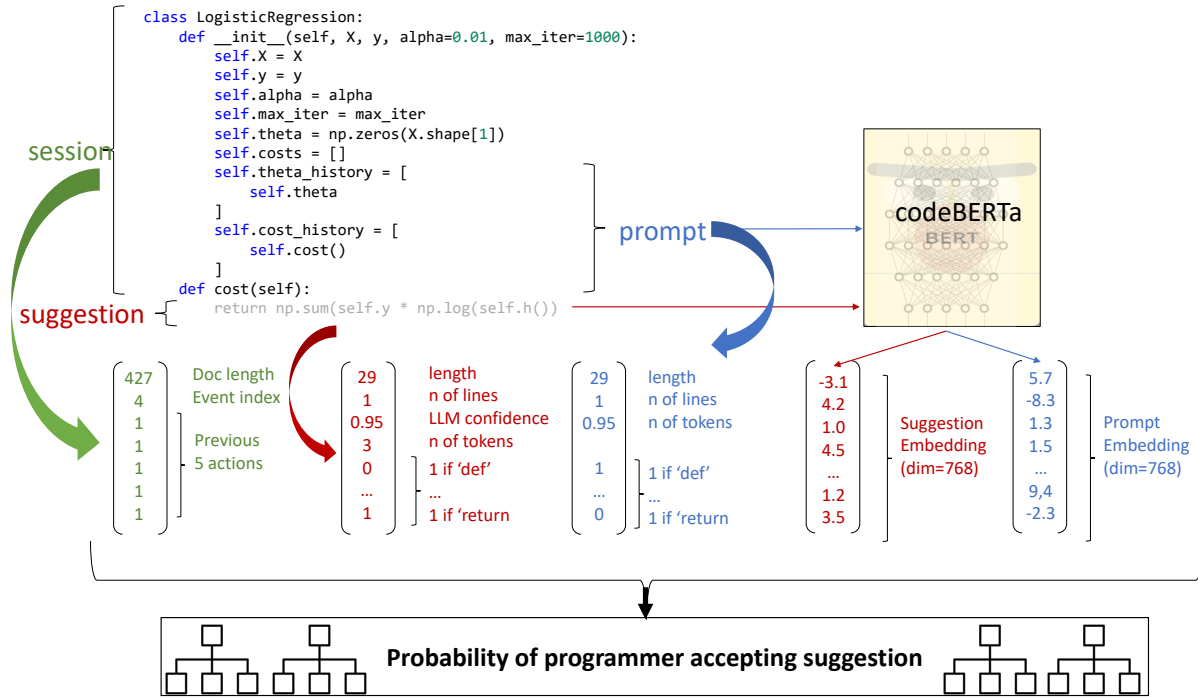 class LogisticRegression:
def __init__(self, X, y, alpha=0.01, max_iter=1000):
self.X = X
self.y = y
self.alpha = alpha
self.max_iter = max_iter
self.theta = np.zeros(X.shape[1])
self.costs = []
self.theta_history = [
self.theta
]
self.cost_history = [
self.cost()
]
def cost(self):
return np.sum(self.y * np.log(self.h())
session
suggestion
prompt
codeBERTa
BERT
427
4
1
1
1
1
1
Doc length
Event index
Previous
5 actions
29
1
0.95
3
0
...
1
length
n of lines
LLM confidence
n of tokens
1 if ‘def’
...
1 if ‘return
29
1
0.95
1
...
0
length
n of lines
n of tokens
1 if ‘def’
...
1 if ‘return
-3.1
4.2
1.0
4.5
...
1.2
3.5
Suggestion
Embedding
(dim=768)
5.7
-8.3
1.3
1.5
...
9,4
-2.3
Prompt
Embedding
(dim=768)
Probability of programmer accepting suggestion